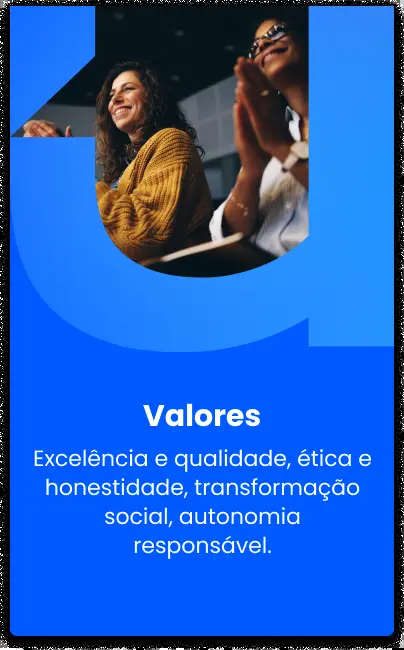 Valores
Excelência e qualidade, ética e
honestidade, transformação
social, autonomia
responsável.